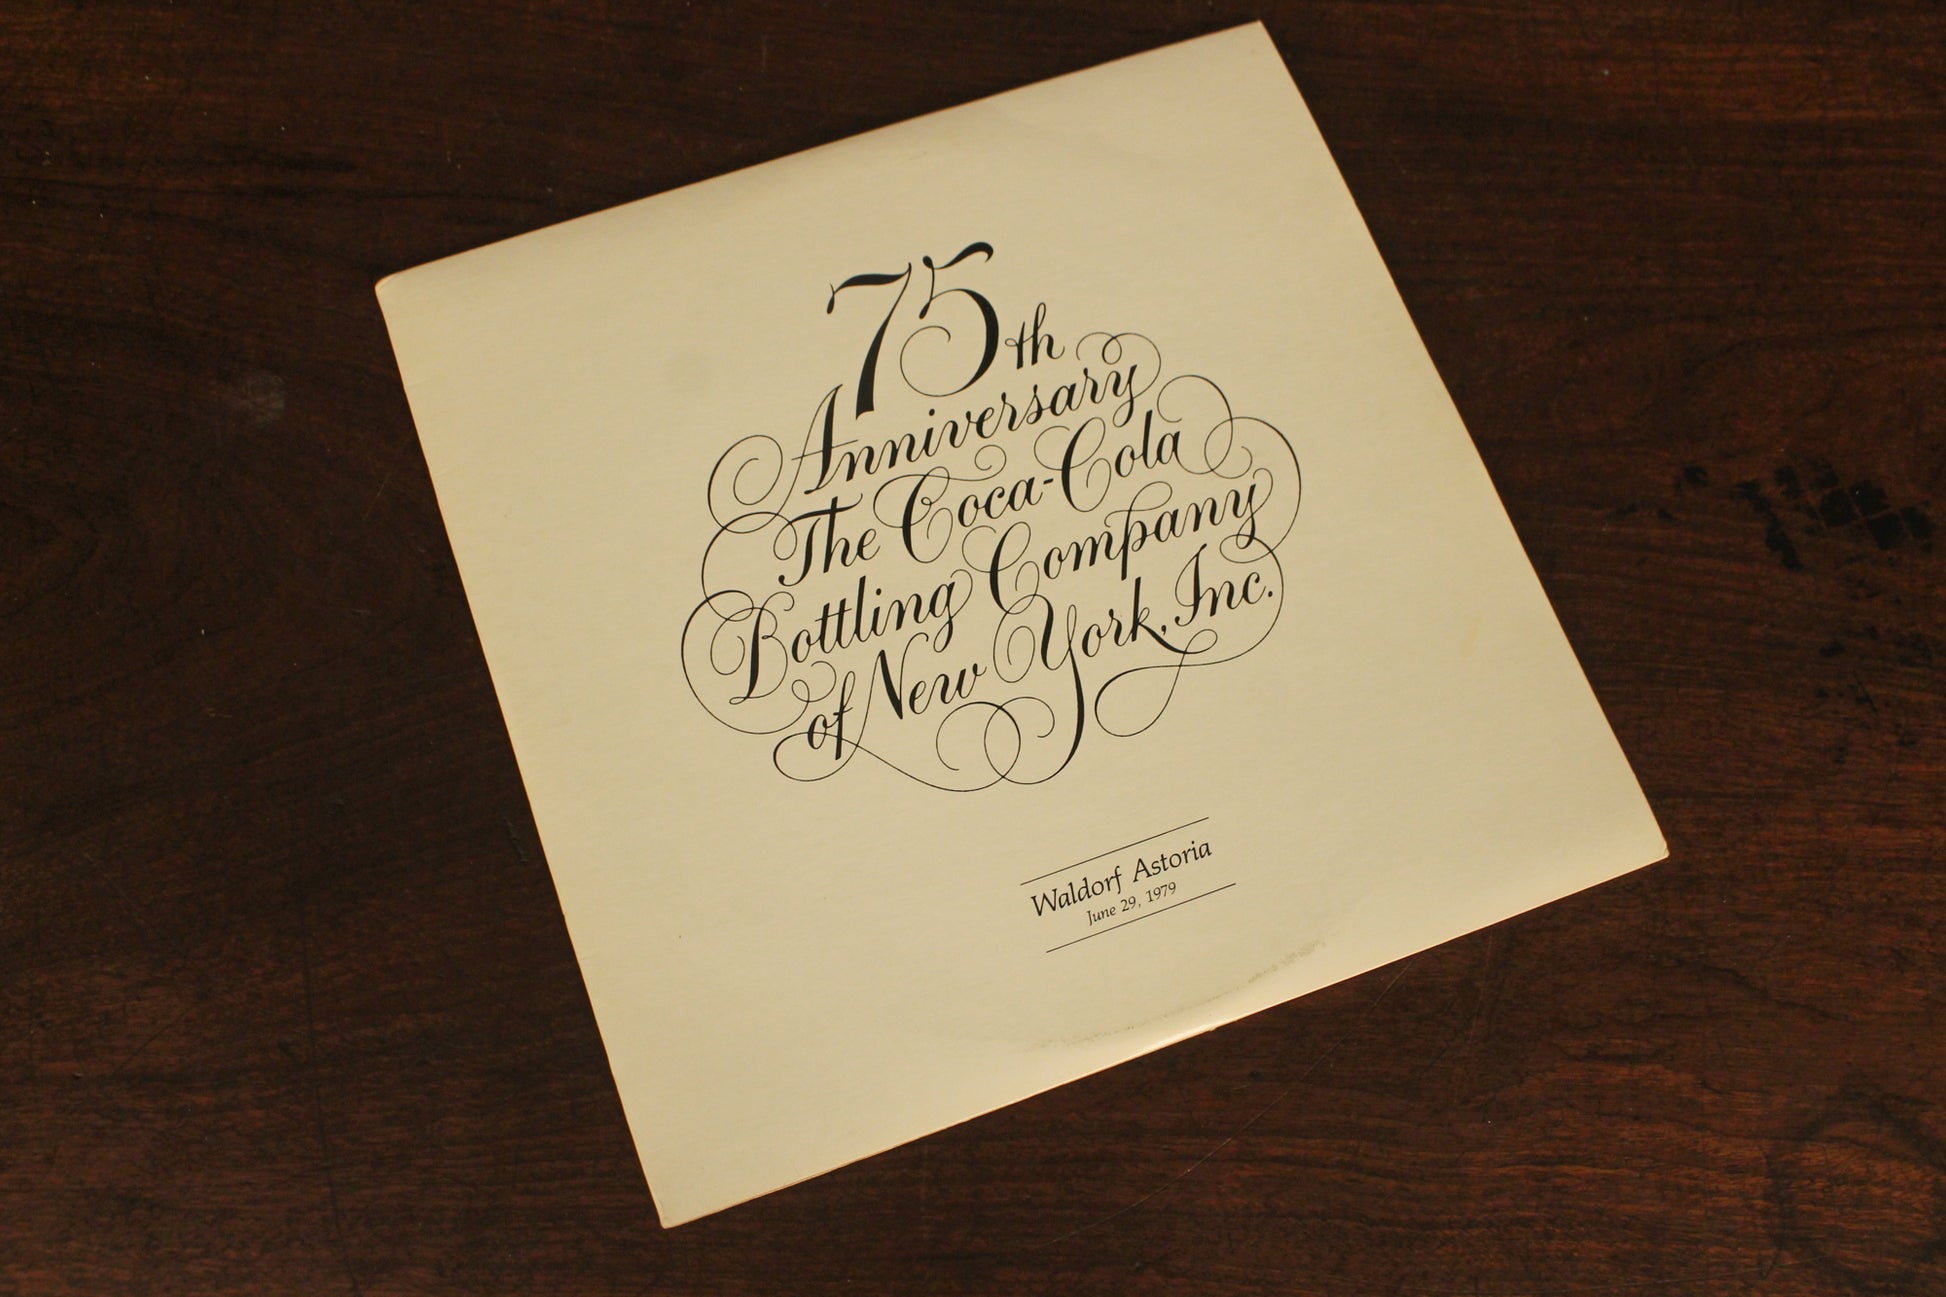 75th
Anniversary
The Coca-Cola
Bottling Company
of New York, Inc.
Waldorf Astoria
June 29, 1979